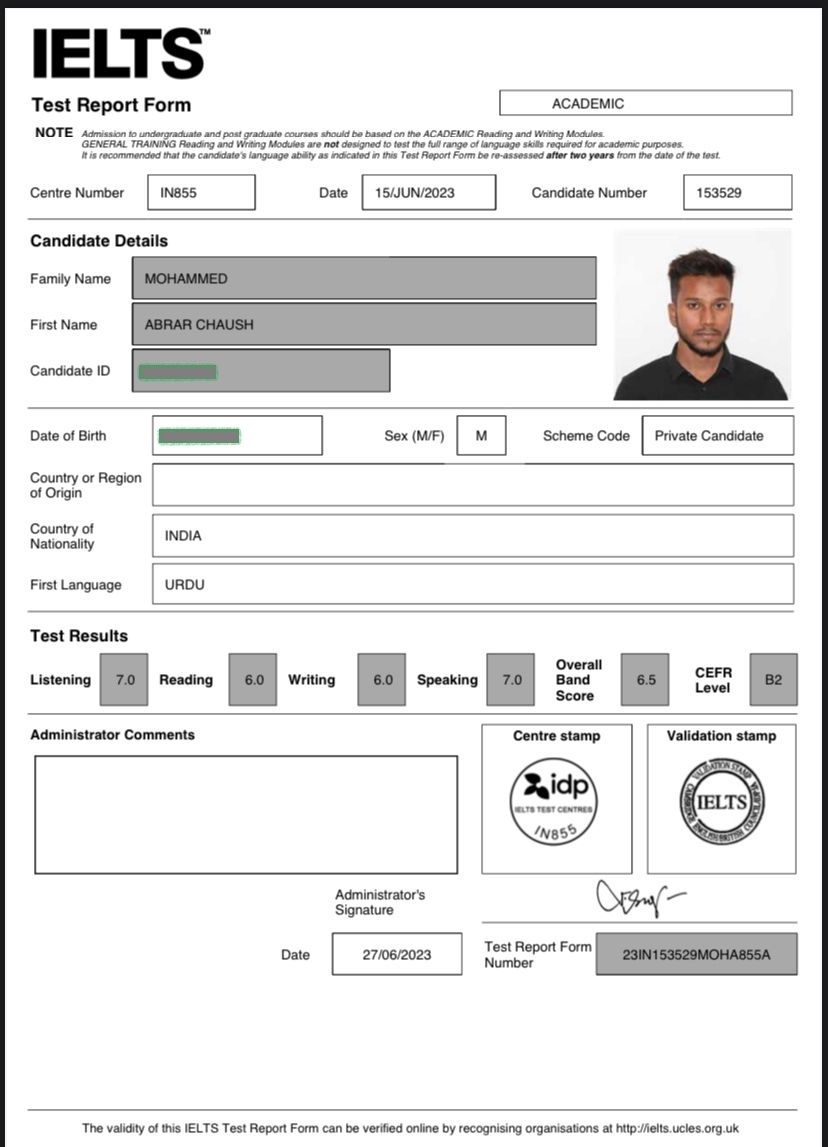 IELTS™
Test Report Form
ACADEMIC
NOTE Admission to undergraduate and post graduate courses should be based on the ACADEMIC Reading and Writing Modules.
GENERAL TRAINING Reading and Writing Modules are not designed to test the full range of language skills required for academic purposes.
It is recommended that the candidate's language ability as indicated in this Test Report Form be re-assessed after two years from the date of the test.
Centre Number IN855 Date 15/JUN/2023 Candidate Number 153529
Candidate Details
Family Name MOHAMMED
First Name ABRAR CHAUSH
Candidate ID
Date of Birth Sex (M/F) M Scheme Code Private Candidate
Country or Region
of Origin
Country of
Nationality
INDIA
First Language URDU
Test Results
Listening 7.0 Reading 6.0 Writing 6.0 Speaking 7.0 Overall Band Score 6.5 CEFR Level B2
Administrator Comments
Centre stamp
idp
IELTS TEST CENTRES
IN855
Validation stamp
VALIDATION STAMP
IELTS
Administrator's
Signature
Date 27/06/2023
Test Report Form
Number
23IN153529MOHA855A
The validity of this IELTS Test Report Form can be verified online by recognising organisations at http://ielts.ucles.org.uk